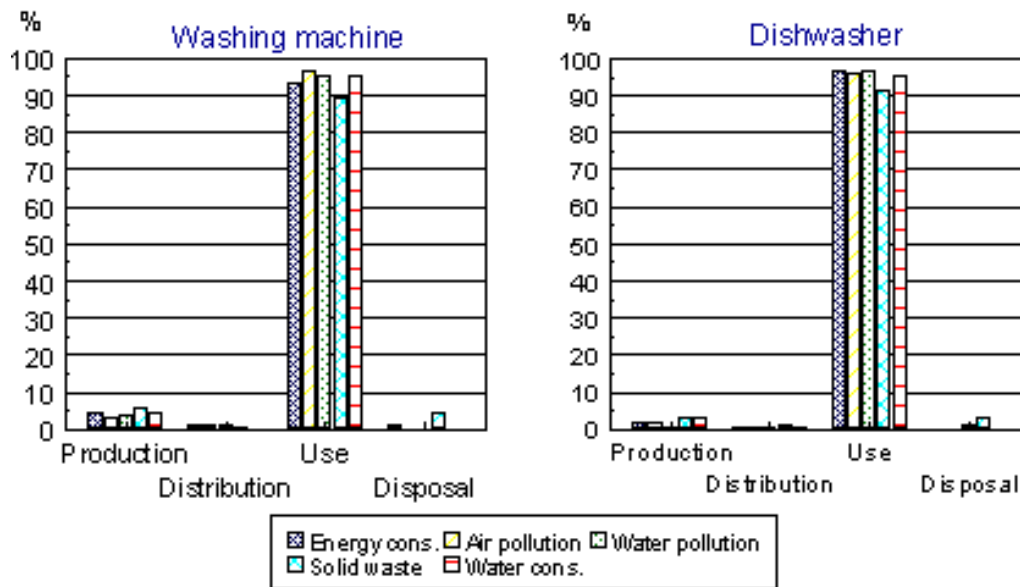 %
Washing machine
100
90
80
70
60
50
40
30
20
10
0
Production
Distribution
Use
Disposal
%
Dishwasher
100
90
80
70
60
50
40
30
20
10
0
Production
Distribution
Use
Disposal
Energy cons. Air pollution Water pollution
Solid waste Water cons.